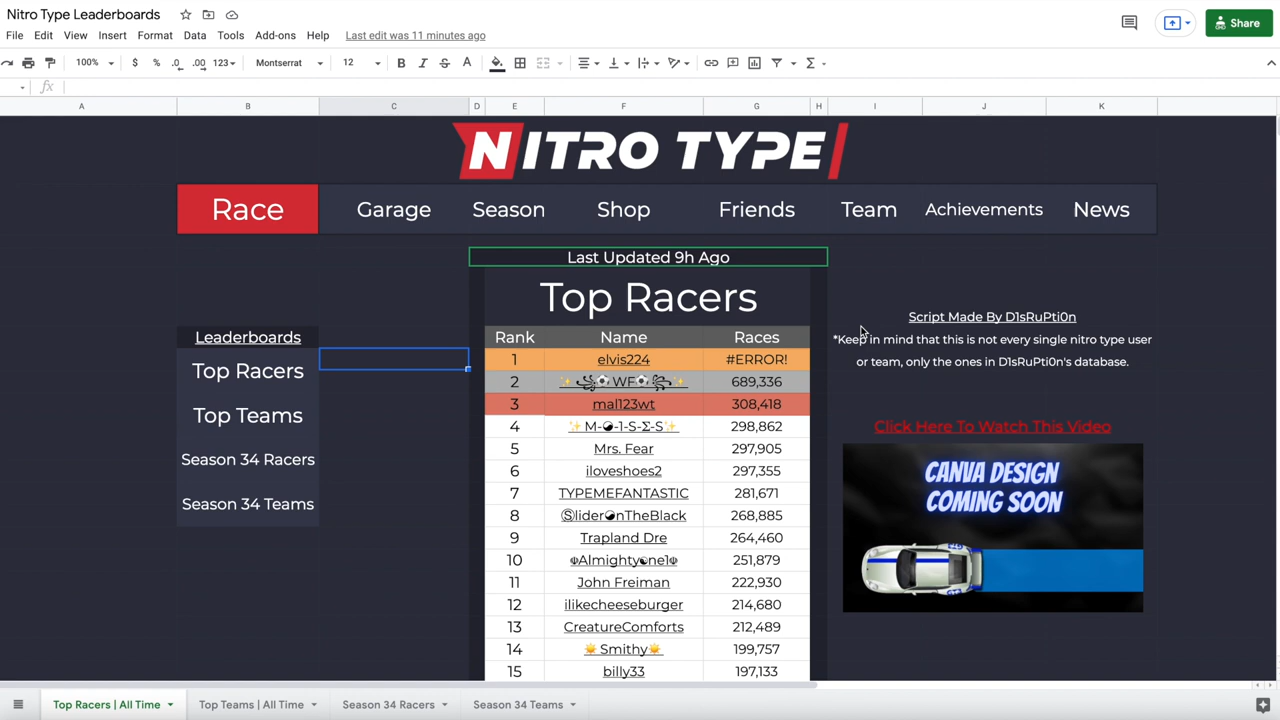 Nitro Type Leaderboards
File Edit View Insert Format Data Tools Add-ons Help Last edit was 11 minutes ago
Share
100% $ % .0 .00 123 Montserrat 12 B I S A
fx
A B C D E F G H I J K
NITRO TYPE
Race Garage Season Shop Friends Team Achievements News
Last Updated 9h Ago
Top Racers
Rank Name Races
1 elvis224 #ERROR!
2 ✨꧁⚽WF⚽꧂✨ 689,336
3 mal123wt 308,418
4 ✨M-◕-1-S-Σ-S✨ 298,862
5 Mrs. Fear 297,905
6 iloveshoes2 297,355
7 TYPEMEFANTASTIC 281,671
8 Ⓢlider◕nTheBlack 268,885
9 Trapland Dre 264,460
10 ☬Almighty☯ne1☬ 251,879
11 John Freiman 222,930
12 ilikecheeseburger 214,680
13 CreatureComforts 212,489
14 ☀️Smithy☀️ 199,757
15 billy33 197,133
Leaderboards
Top Racers
Top Teams
Season 34 Racers
Season 34 Teams
Script Made By D1sRuPti0n
*Keep in mind that this is not every single nitro type user
or team, only the ones in D1sRuPti0n's database.
Click Here To Watch This Video
CANVA DESIGN
COMING SOON
Top Racers | All Time Top Teams | All Time Season 34 Racers Season 34 Teams